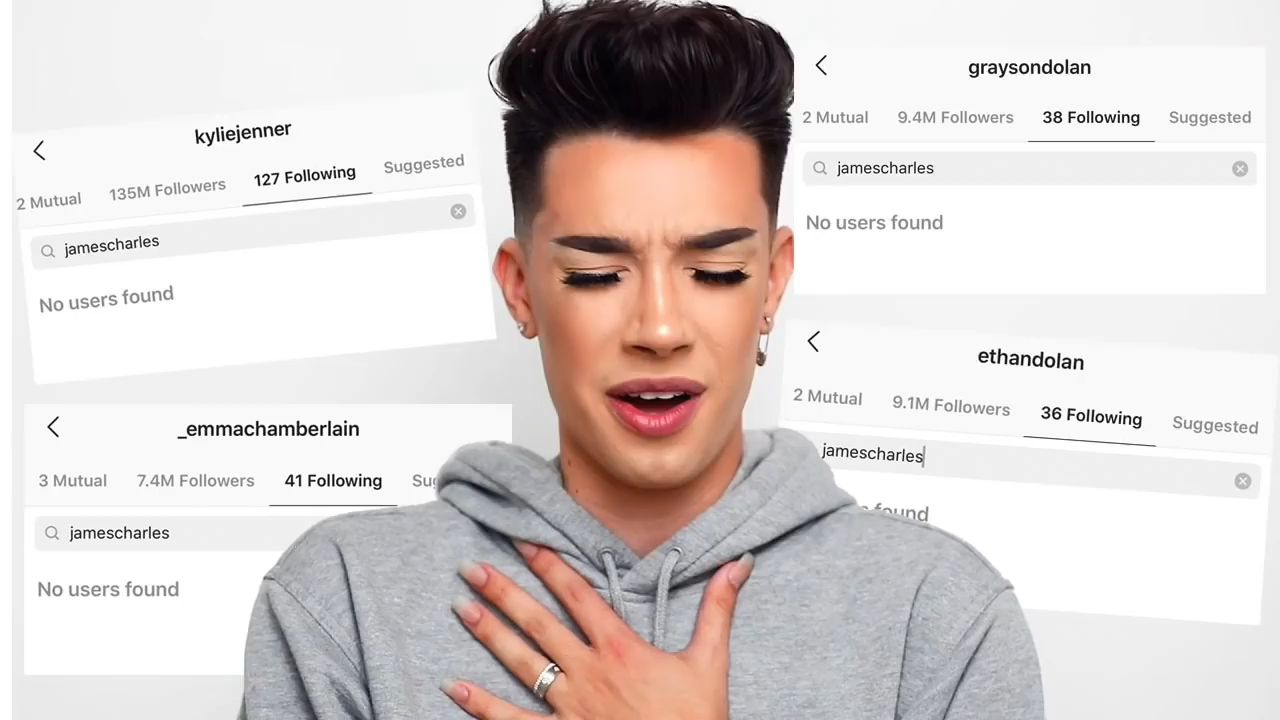 kyliejenner
2 Mutual 135M Followers 127 Following Suggested
jamescharles
No users found
_emmachamberlain
3 Mutual 7.4M Followers 41 Following
jamescharles
No users found
graysondolan
2 Mutual 9.4M Followers 38 Following Suggested
jamescharles
No users found
ethandolan
2 Mutual 9.1M Followers 36 Following Suggested
jamescharles
found